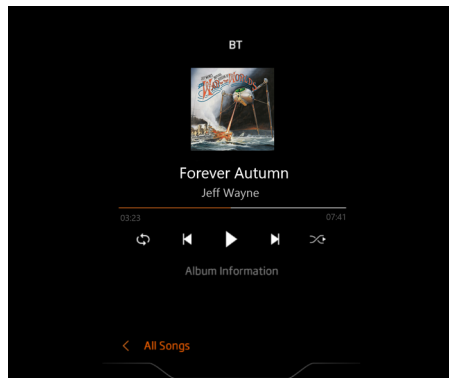 BT
Forever Autumn
Jeff Wayne
03:23 07:41
Album Information
All Songs